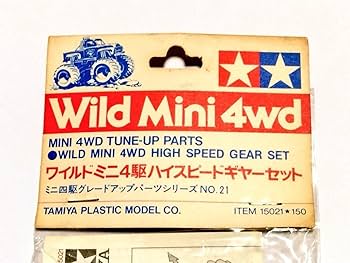 Wild Mini 4wd
MINI 4WD TUNE-UP PARTS
●WILD MINI 4WD HIGH SPEED GEAR SET
ワイルドミニ4駆ハイスピードギヤーセット
ミニ四駆グレードアップパーツシリーズ NO.21
TAMIYA PLASTIC MODEL CO.
ITEM 15021★150
15021
YA